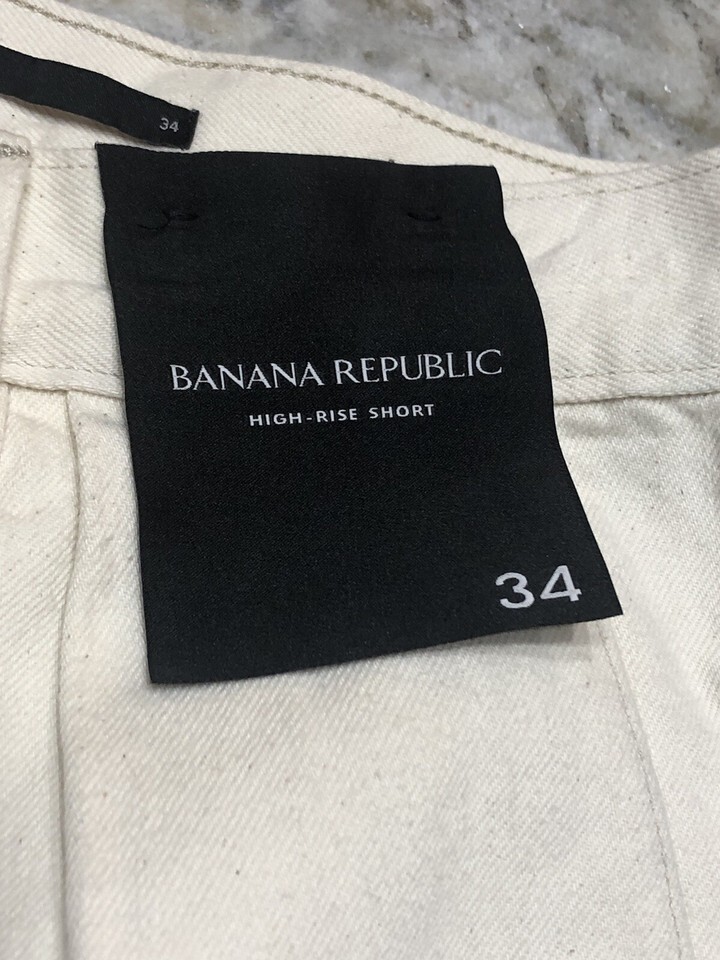 34
BANANA REPUBLIC
HIGH-RISE SHORT
34